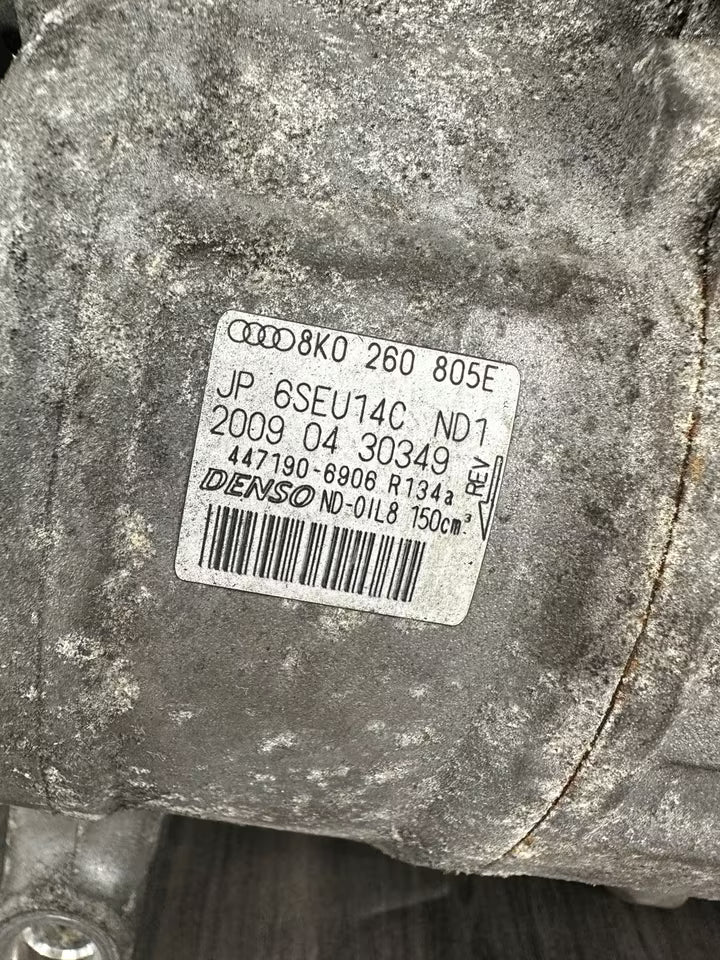 8K0 260 805E
JP 6SEU14C ND1
2009 04 30349
447190-6906 R134a
DENSO ND-OIL8 150cm³
REV